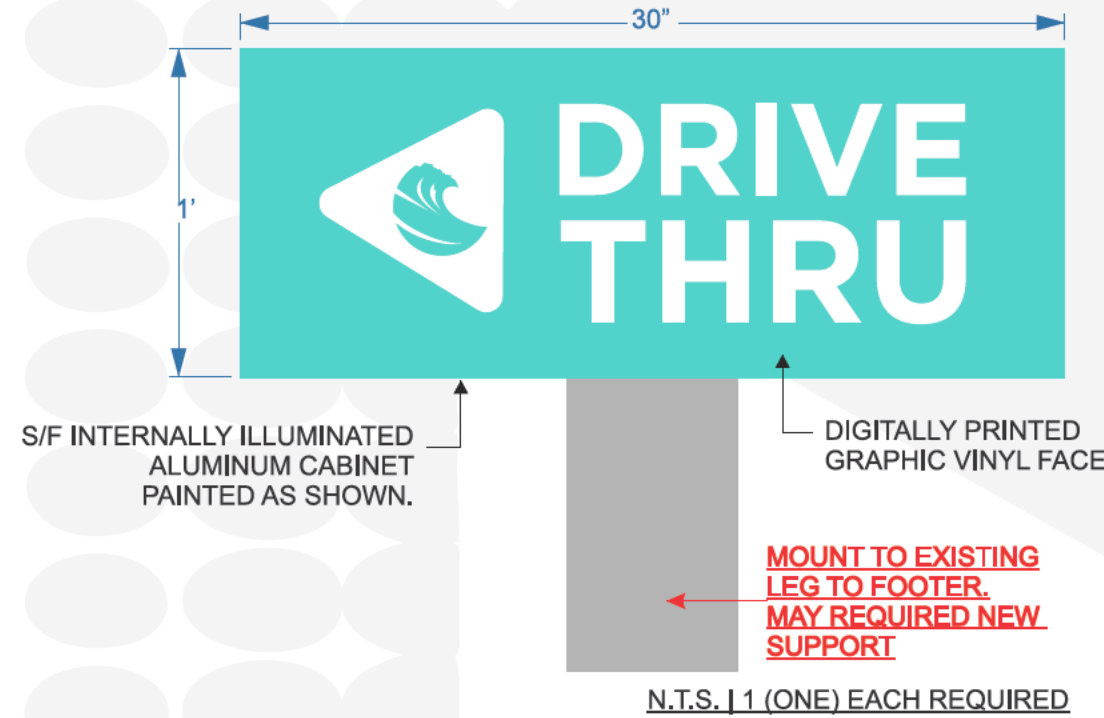 30”
1’
DRIVE
THRU
S/F INTERNALLY ILLUMINATED
ALUMINUM CABINET
PAINTED AS SHOWN.
DIGITALLY PRINTED
GRAPHIC VINYL FACE
MOUNT TO EXISTING
LEG TO FOOTER.
MAY REQUIRED NEW
SUPPORT
N.T.S. | 1 (ONE) EACH REQUIRED